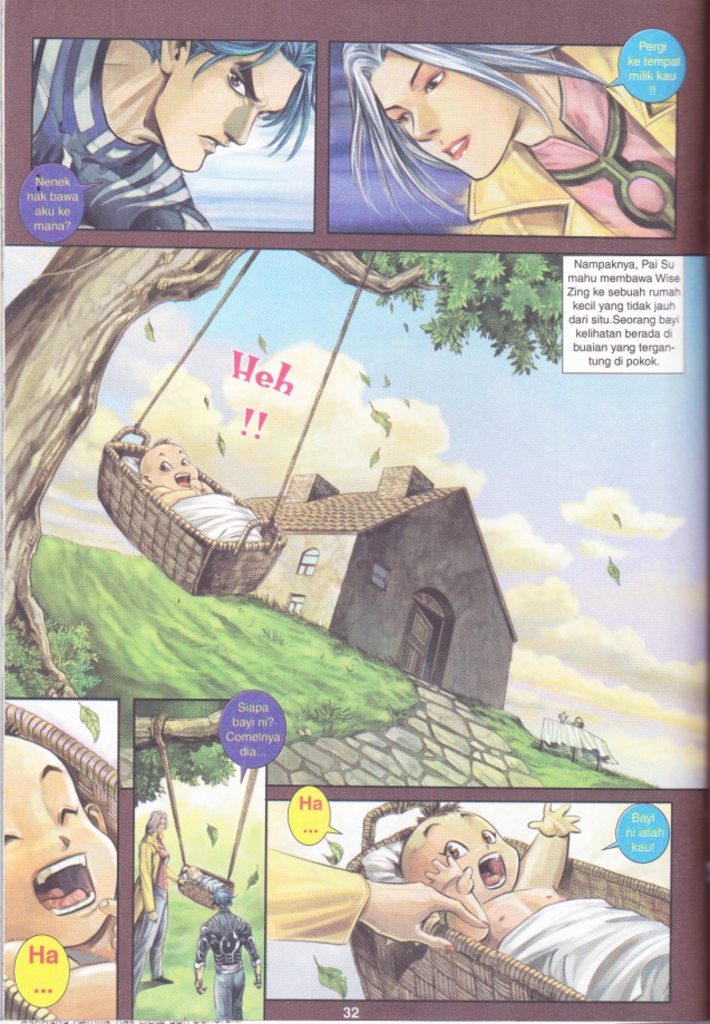 Nenek
nak bawa
aku ke
mana?
Pergi
ke tempat
milik kau
!!
Nampaknya, Pai Su
mahu membawa Wise
Zing ke sebuah rumah
kecil yang tidak jauh
dari situ.Seorang bayi
kelihatan berada di
buaian yang tergan-
tung di pokok.
Heh
!!
Ha
...
Siapa
bayi ni?
Comelnya
dia...
Ha
...
Bayi
ni ialah
kau!
32